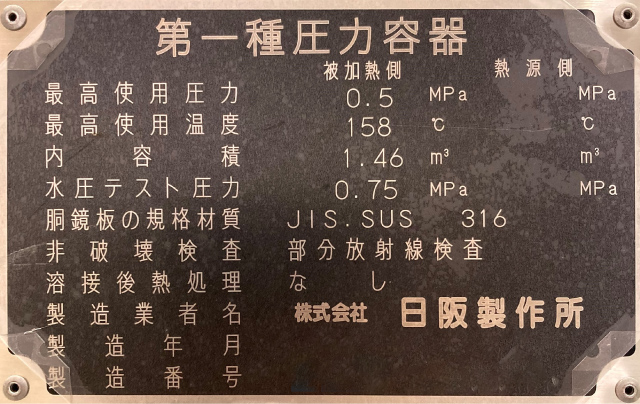 第一種圧力容器
被加熱側 熱源側
最高使用圧力 0.5 MPa MPa
最高使用温度 158 ℃ ℃
内容積 1.46 m³ m³
水圧テスト圧力 0.75 MPa MPa
胴鏡板の規格材質 JIS.SUS 316
非破壊検査 部分放射線検査
溶接後熱処理 なし
製造業者名 株式会社 日阪製作所
製造年月
製造番号